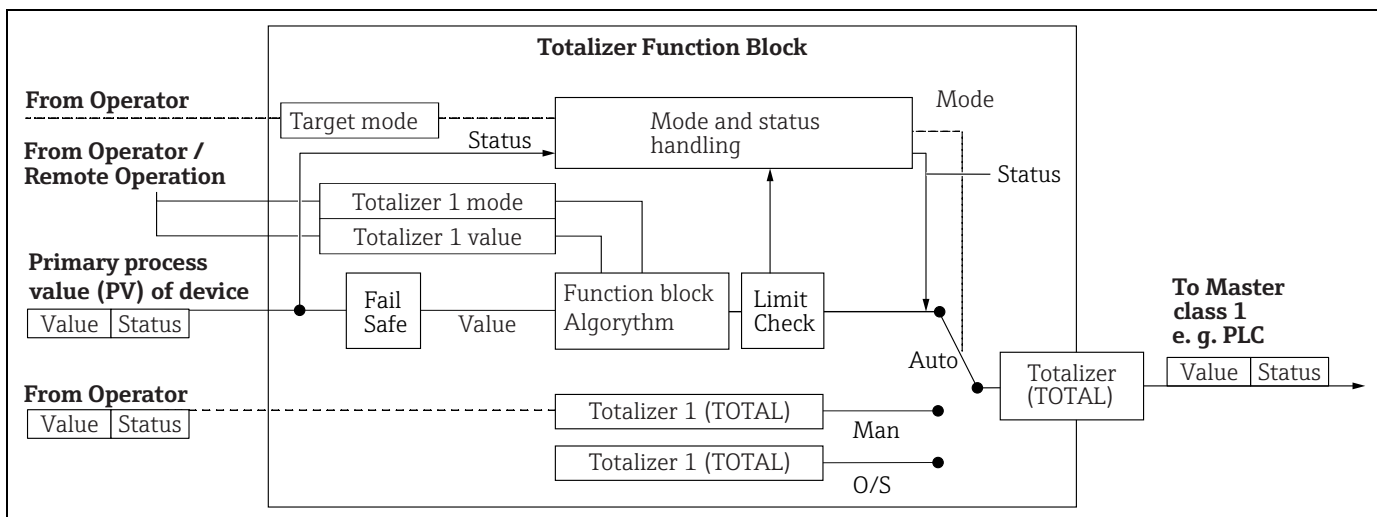 Totalizer Function Block
From Operator
Target mode
Status
Mode and status
handling
Mode
Status
From Operator /
Remote Operation
Totalizer 1 mode
Totalizer 1 value
Primary process
value (PV) of device
Value Status
Fail
Safe
Value
Function block
Algorythm
Limit
Check
Auto
To Master
class 1
e. g. PLC
Value Status
Totalizer
(TOTAL)
From Operator
Value Status
Totalizer 1 (TOTAL)
Man
Totalizer 1 (TOTAL)
O/S